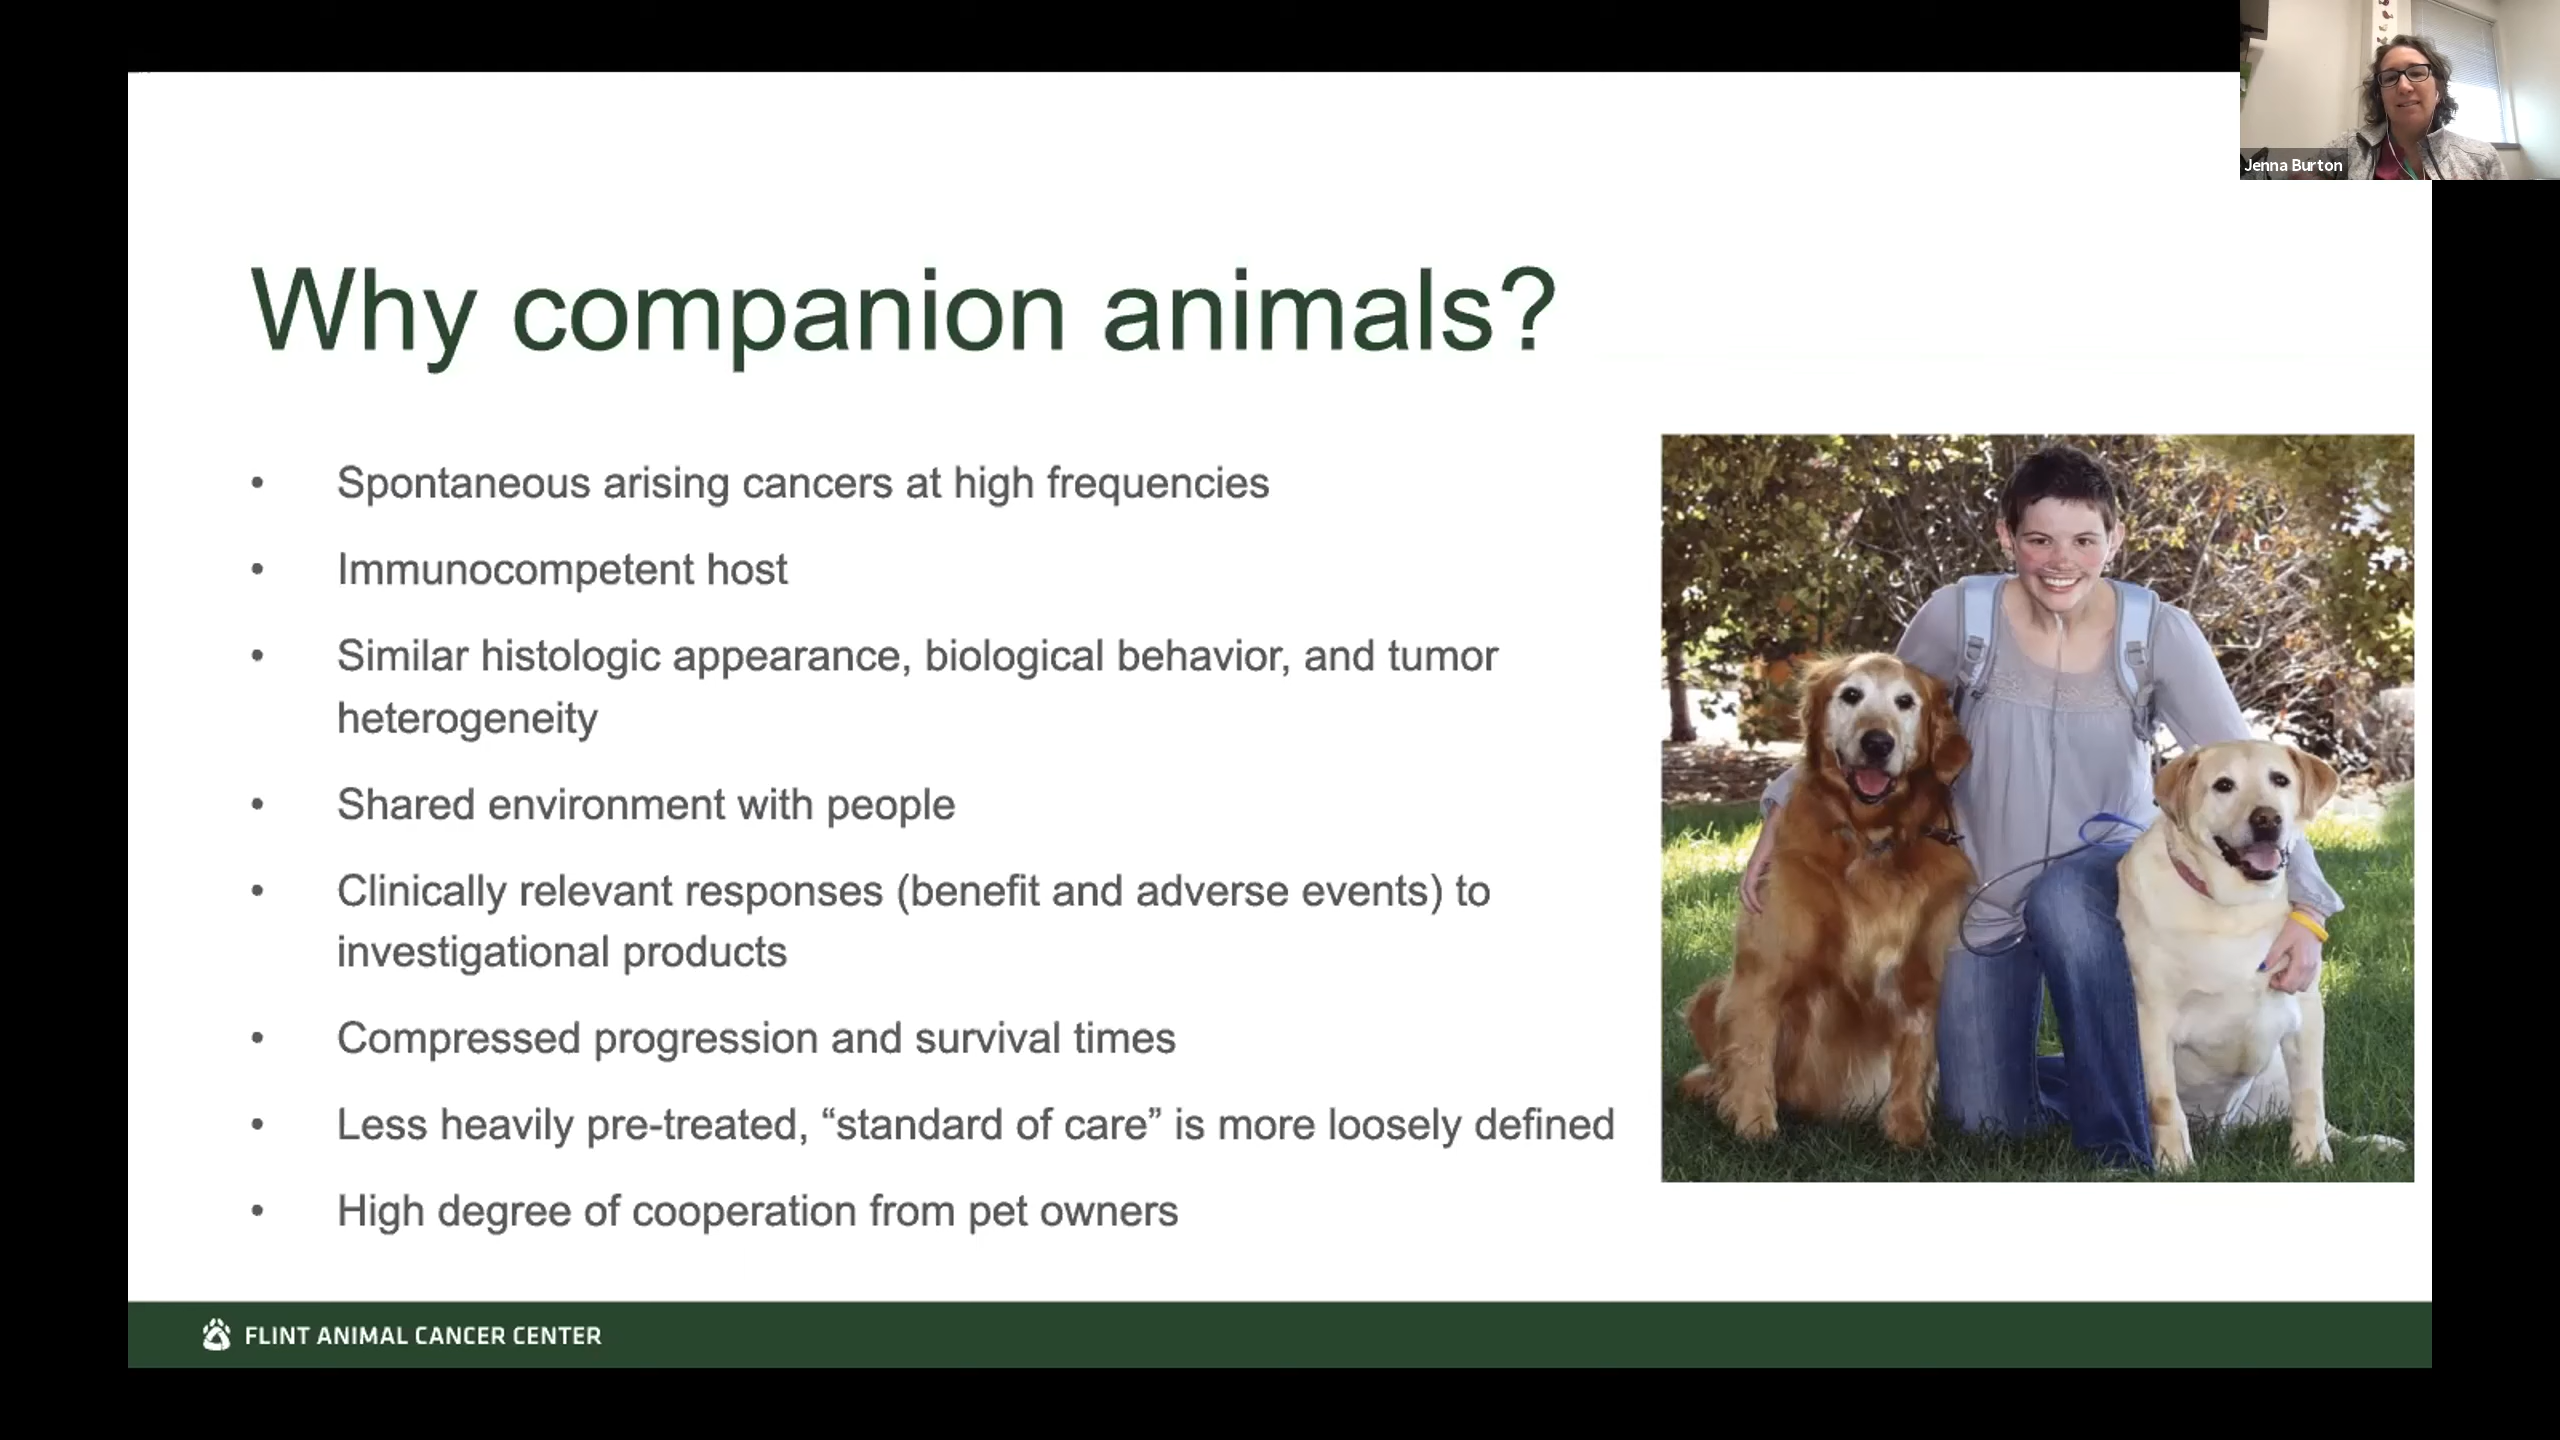 Jenna Burton
Why companion animals?
• Spontaneous arising cancers at high frequencies
• Immunocompetent host
• Similar histologic appearance, biological behavior, and tumor
heterogeneity
• Shared environment with people
• Clinically relevant responses (benefit and adverse events) to
investigational products
• Compressed progression and survival times
• Less heavily pre-treated, “standard of care” is more loosely defined
• High degree of cooperation from pet owners
FLINT ANIMAL CANCER CENTER